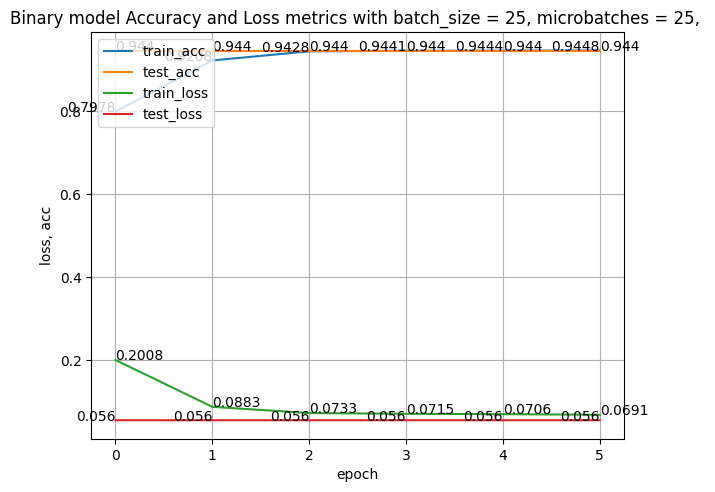 Binary model Accuracy and Loss metrics with batch_size = 25, microbatches = 25,
0.944 0.944 0.9428 0.944 0.9441 0.944 0.9444 0.944 0.9448 0.944
train_acc
test_acc
train_loss
test_loss
0.7978
0.8
0.6
0.4
0.2
loss, acc
0.2008
0.0883
0.0733
0.0715
0.0706
0.0691
0.056 0.056 0.056 0.056 0.056 0.056
0 1 2 3 4 5
epoch